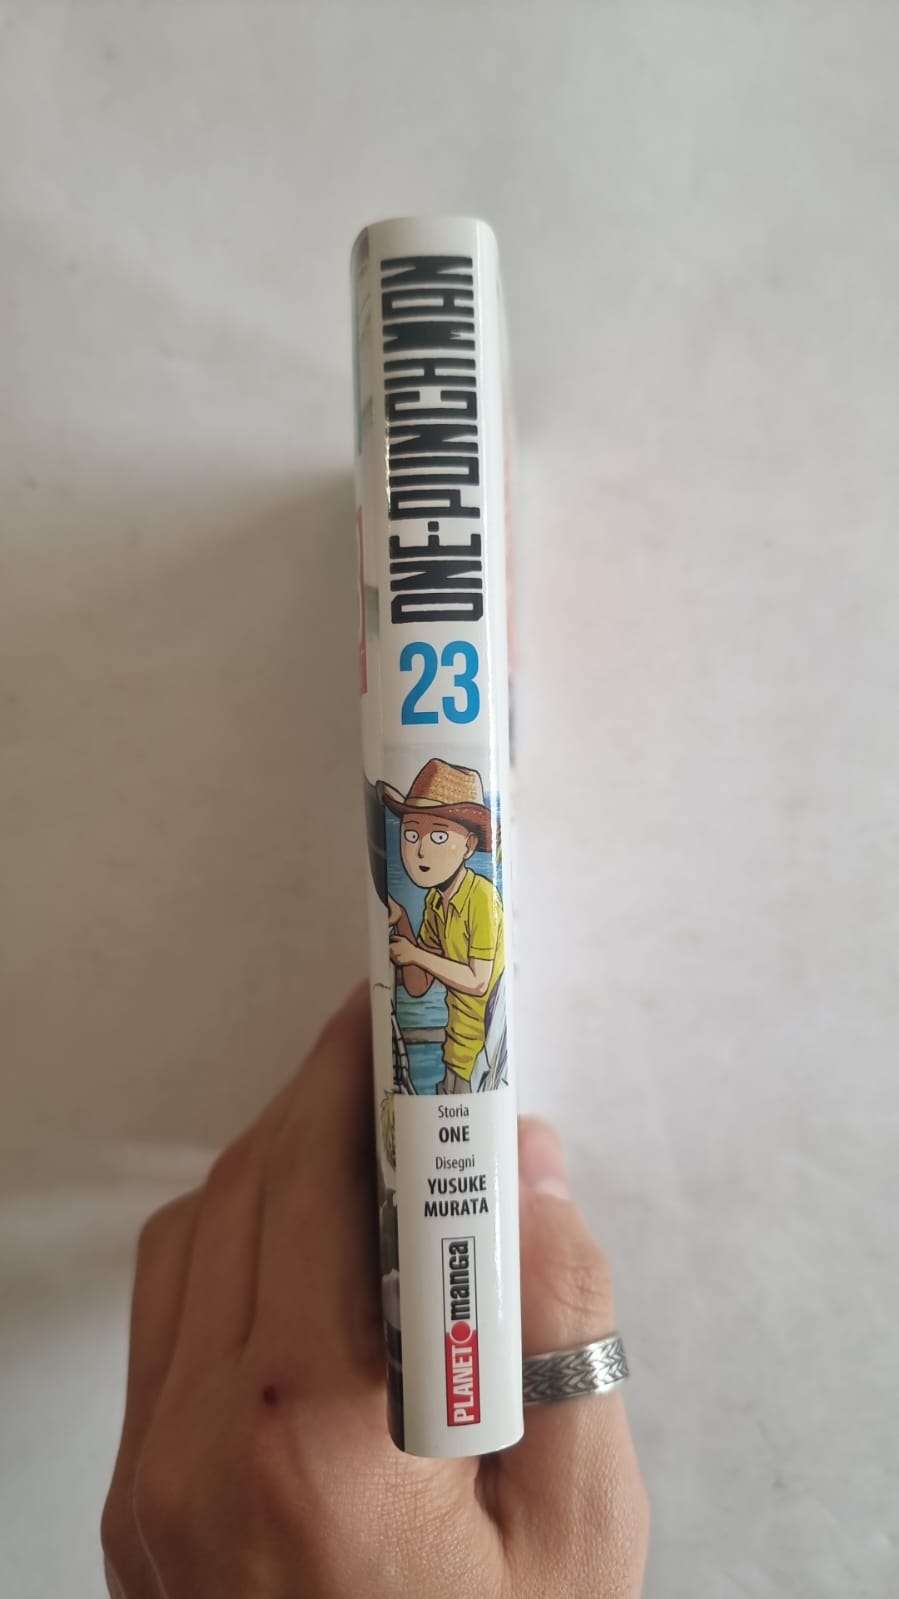 ONE-PUNCH MAN
23
Storia
ONE
Disegni
YUSUKE
MURATA
PLANET manga